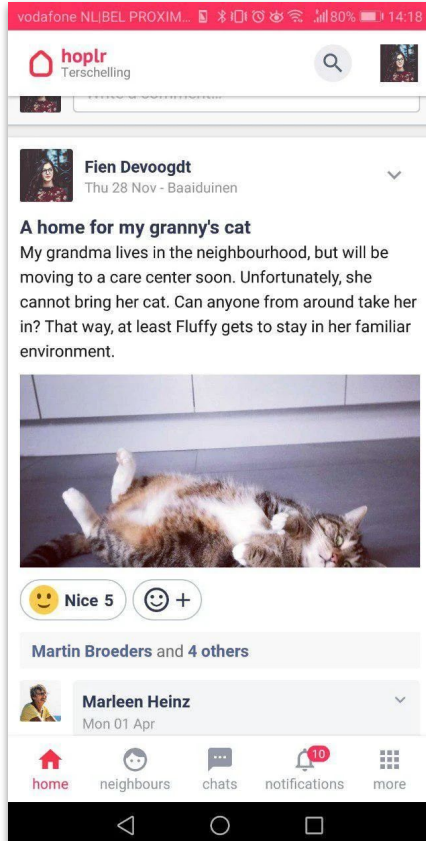 vodafone NL|BEL PROXIM... 80% 14:18
hoplr
Terschelling
Fien Devoogdt
Thu 28 Nov - Baaiduinen
A home for my granny's cat
My grandma lives in the neighbourhood, but will be
moving to a care center soon. Unfortunately, she
cannot bring her cat. Can anyone from around take her
in? That way, at least Fluffy gets to stay in her familiar
environment.
Nice 5
+
Martin Broeders and 4 others
Marleen Heinz
Mon 01 Apr
10
home neighbours chats notifications more